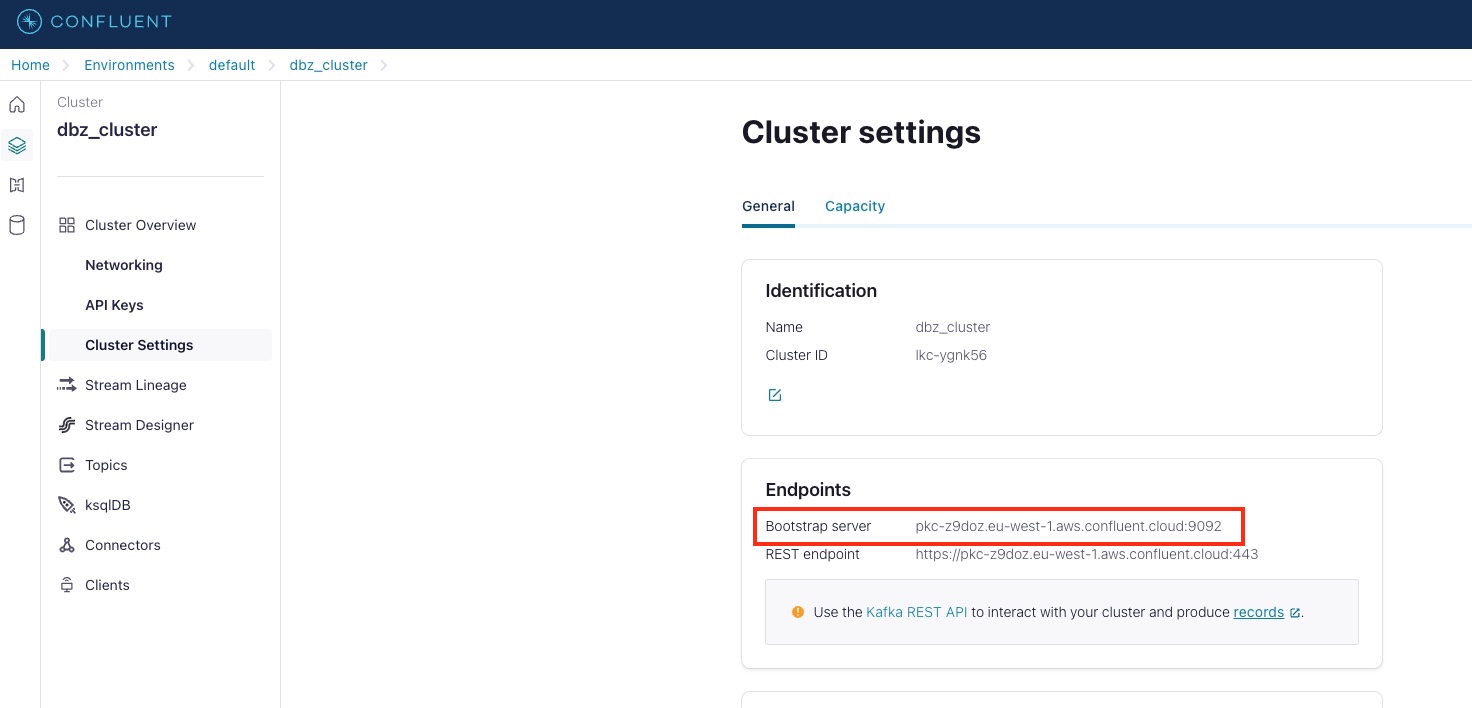 CONFLUENT
Home Environments default dbz_cluster
Cluster
dbz_cluster
Cluster Overview
Networking
API Keys
Cluster Settings
Stream Lineage
Stream Designer
Topics
ksqlDB
Connectors
Clients
Cluster settings
General Capacity
Identification
Name dbz_cluster
Cluster ID lkc-ygnk56
Endpoints
Bootstrap server pkc-z9doz.eu-west-1.aws.confluent.cloud:9092
REST endpoint https://pkc-z9doz.eu-west-1.aws.confluent.cloud:443
Use the Kafka REST API to interact with your cluster and produce records.